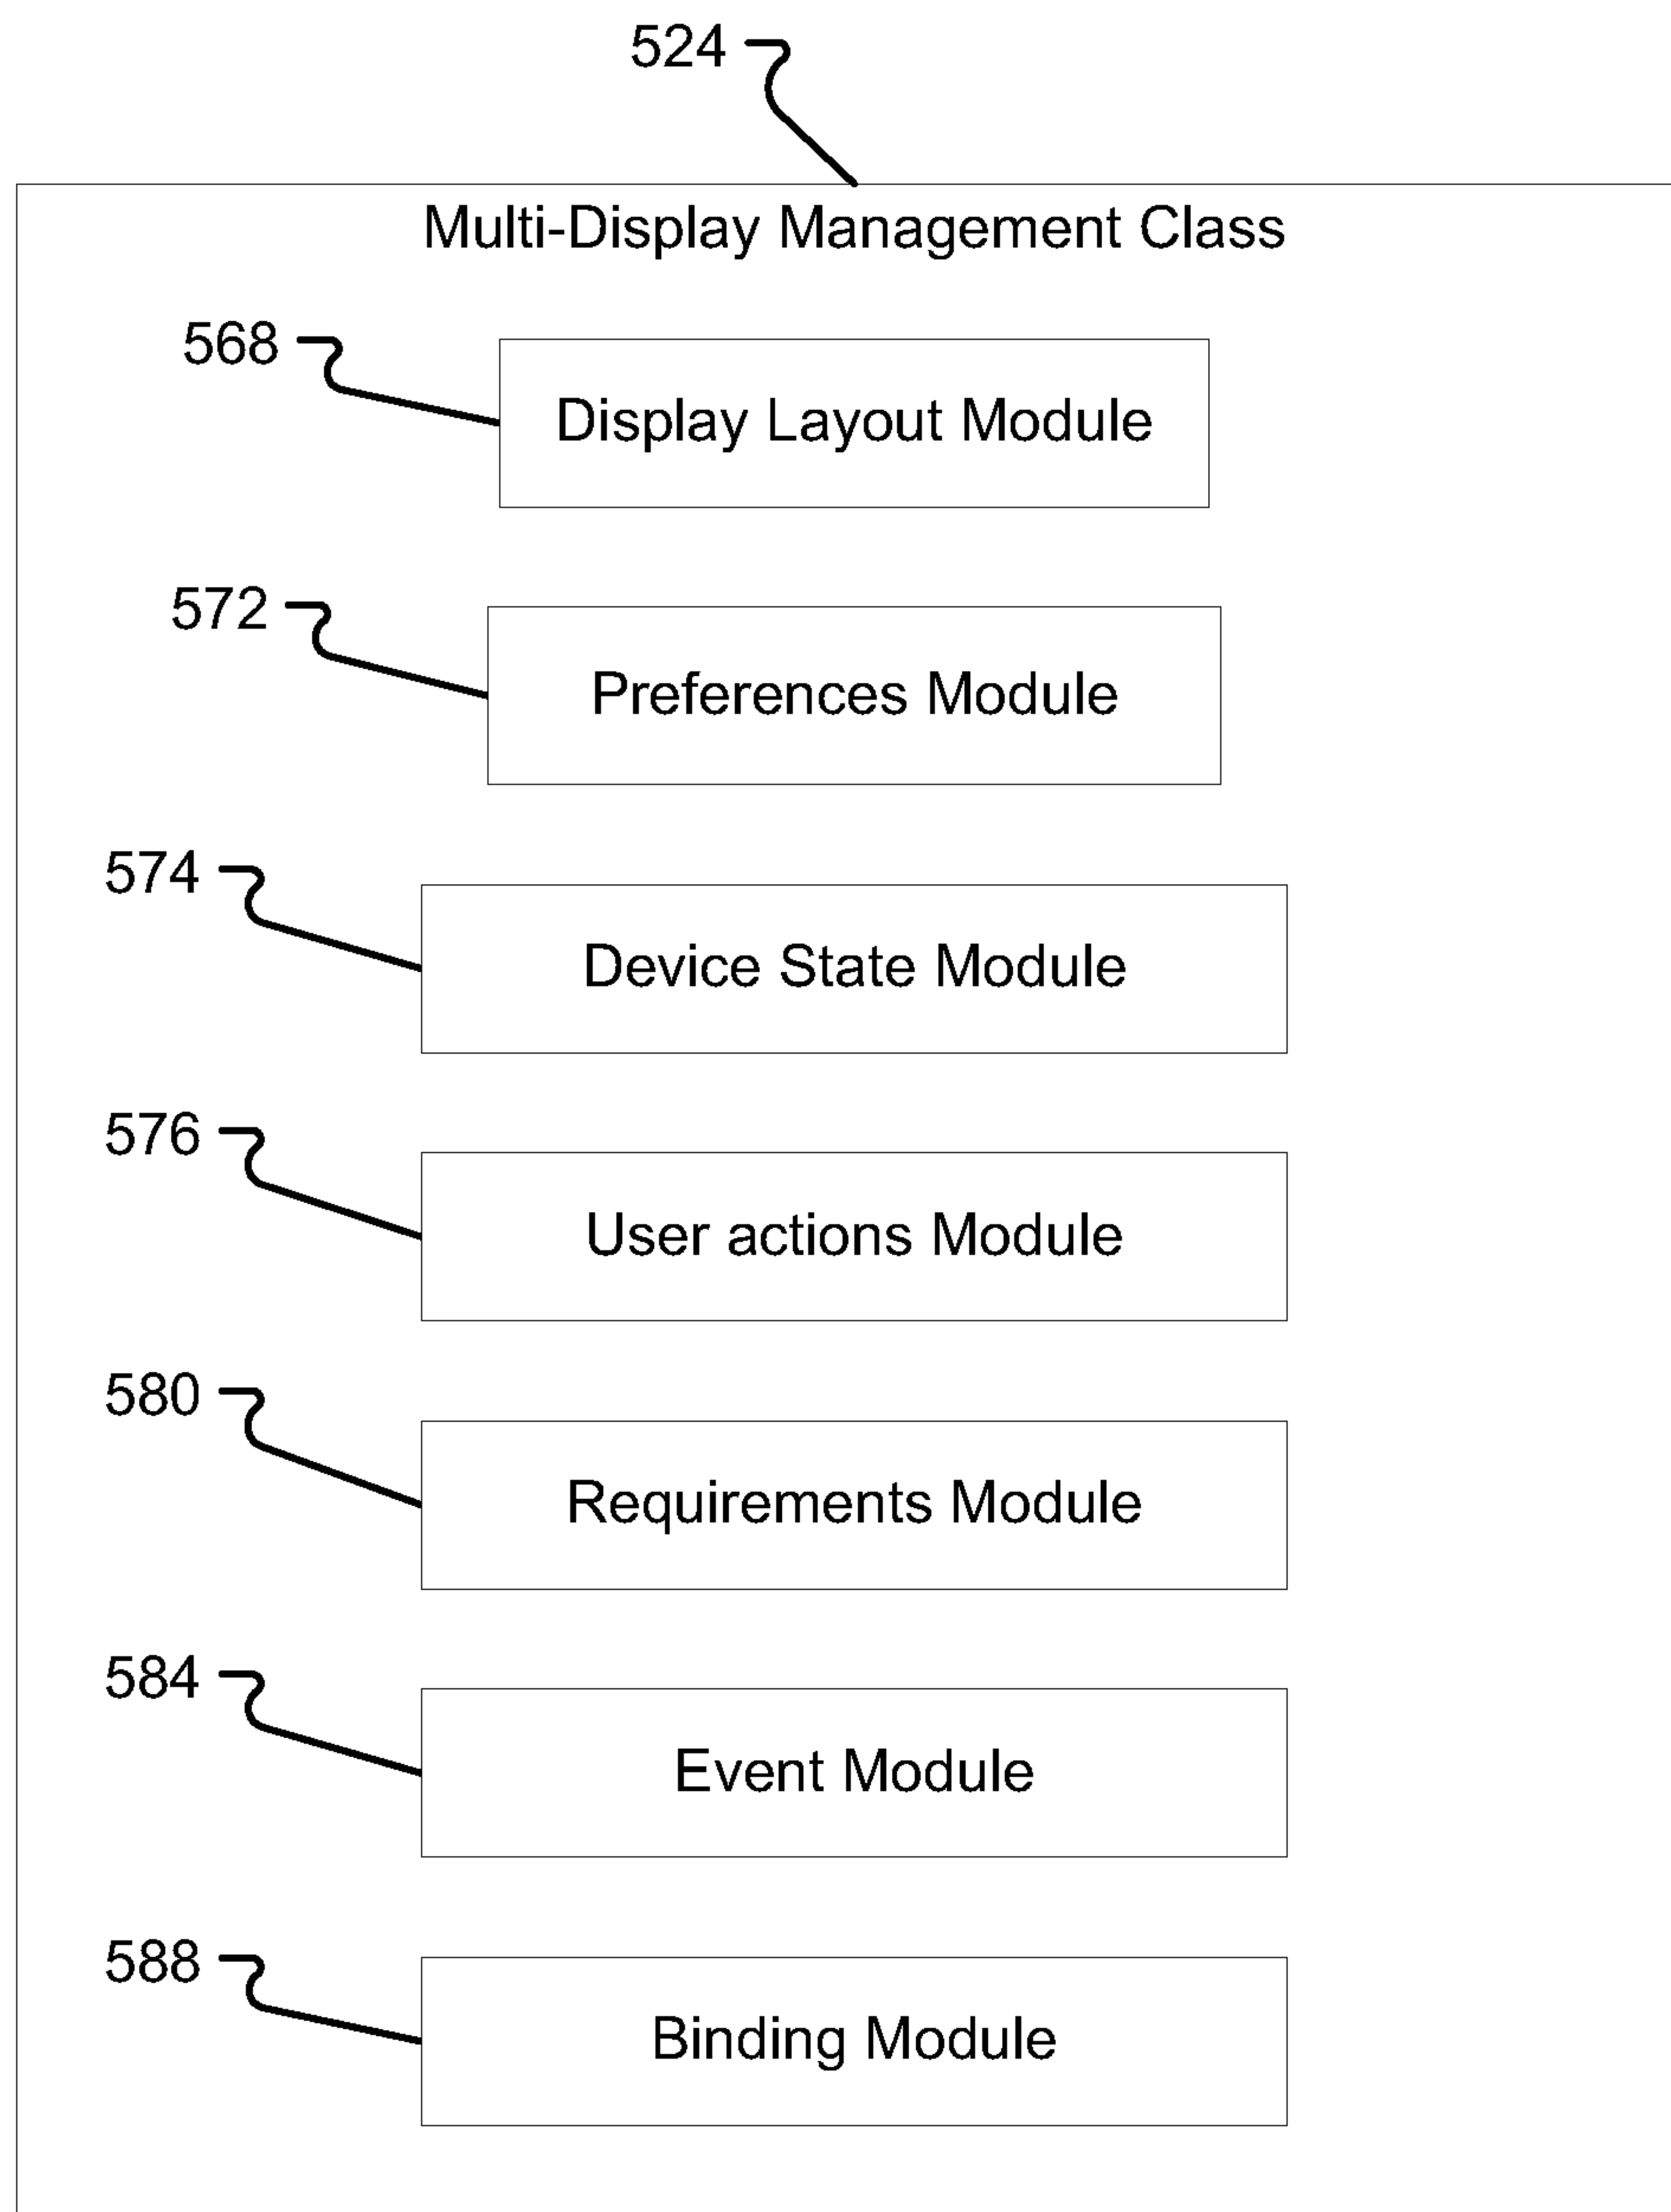 524
Multi-Display Management Class
568
Display Layout Module
572
Preferences Module
574
Device State Module
576
User actions Module
580
Requirements Module
584
Event Module
588
Binding Module